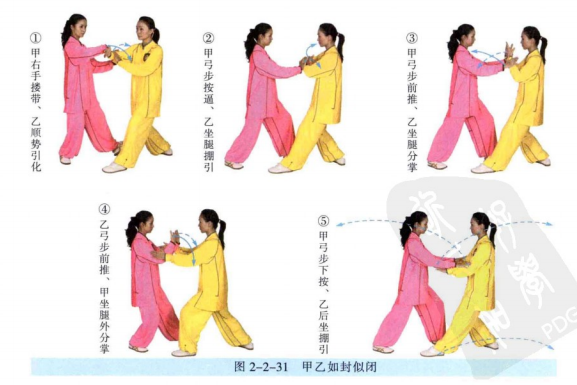 ① 甲右手搂带、乙顺势引化
② 甲弓步按逼、乙坐腿掤引
③ 甲弓步前推、乙坐腿分掌
④ 乙弓步前推、甲坐腿外分掌
⑤ 甲弓步下按、乙后坐掤引
图 2-2-31 甲乙如封似闭
PDG